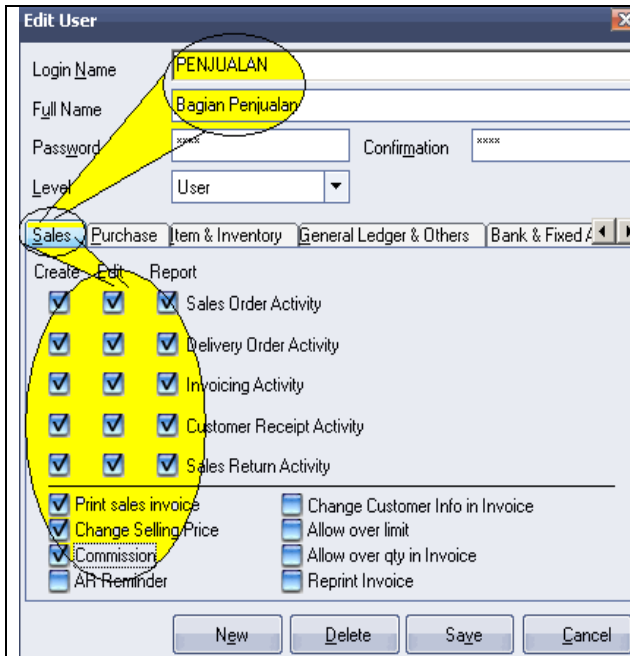 Edit User
Login Name PENJUALAN
Full Name Bagian Penjualan
Password **** Confirmation ****
Level User
Sales Purchase Item & Inventory General Ledger & Others Bank & Fixed A
Create Edit Report
Sales Order Activity
Delivery Order Activity
Invoicing Activity
Customer Receipt Activity
Sales Return Activity
Print sales invoice Change Customer Info in Invoice
Change Selling Price Allow over limit
Commission Allow over qty in Invoice
AR Reminder Reprint Invoice
New Delete Save Cancel